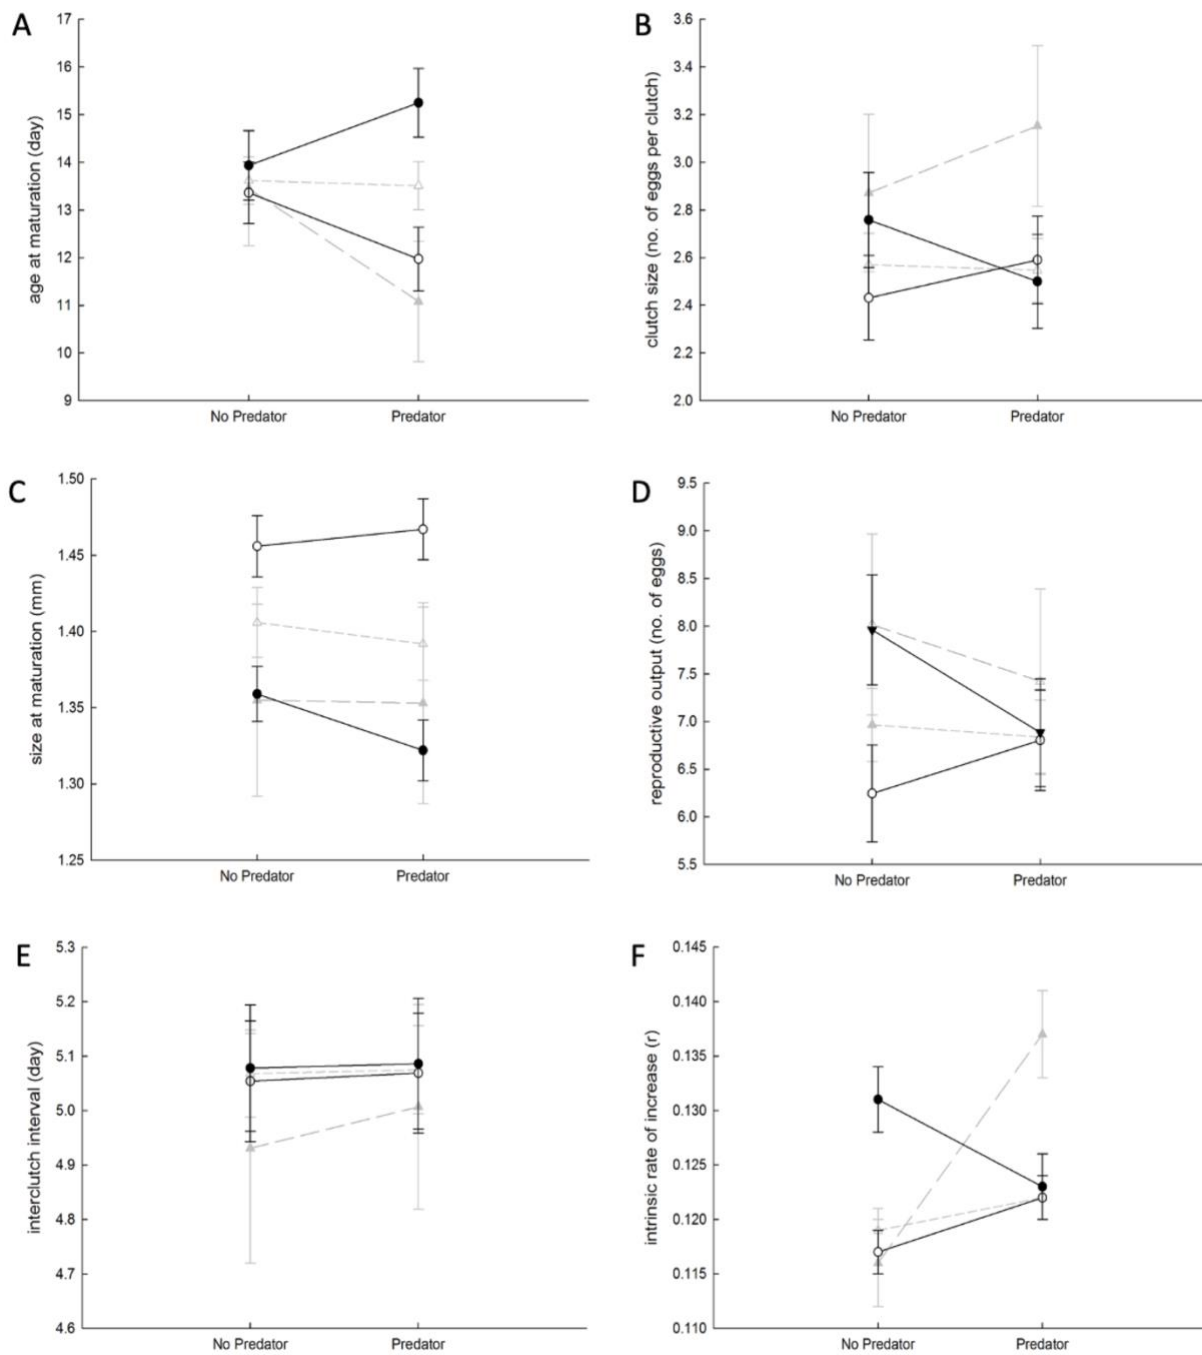 A
age at maturation (day)
17
16
15
14
13
12
11
10
9
No Predator
Predator
B
clutch size (no. of eggs per clutch)
3.6
3.4
3.2
3.0
2.8
2.6
2.4
2.2
2.0
No Predator
Predator
C
size at maturation (mm)
1.50
1.45
1.40
1.35
1.30
1.25
No Predator
Predator
D
reproductive output (no. of eggs)
9.5
9.0
8.5
8.0
7.5
7.0
6.5
6.0
5.5
No Predator
Predator
E
interclutch interval (day)
5.3
5.2
5.1
5.0
4.9
4.8
4.7
4.6
No Predator
Predator
F
intrinsic rate of increase (r)
0.145
0.140
0.135
0.130
0.125
0.120
0.115
0.110
No Predator
Predator